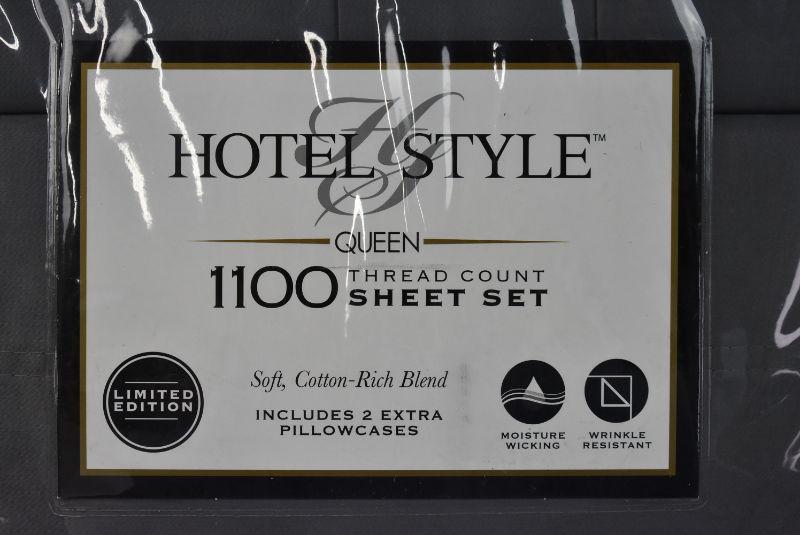 HS
HOTEL STYLE™
QUEEN
1100 THREAD COUNT
SHEET SET
LIMITED
EDITION
Soft, Cotton-Rich Blend
INCLUDES 2 EXTRA
PILLOWCASES
MOISTURE
WICKING
WRINKLE
RESISTANT